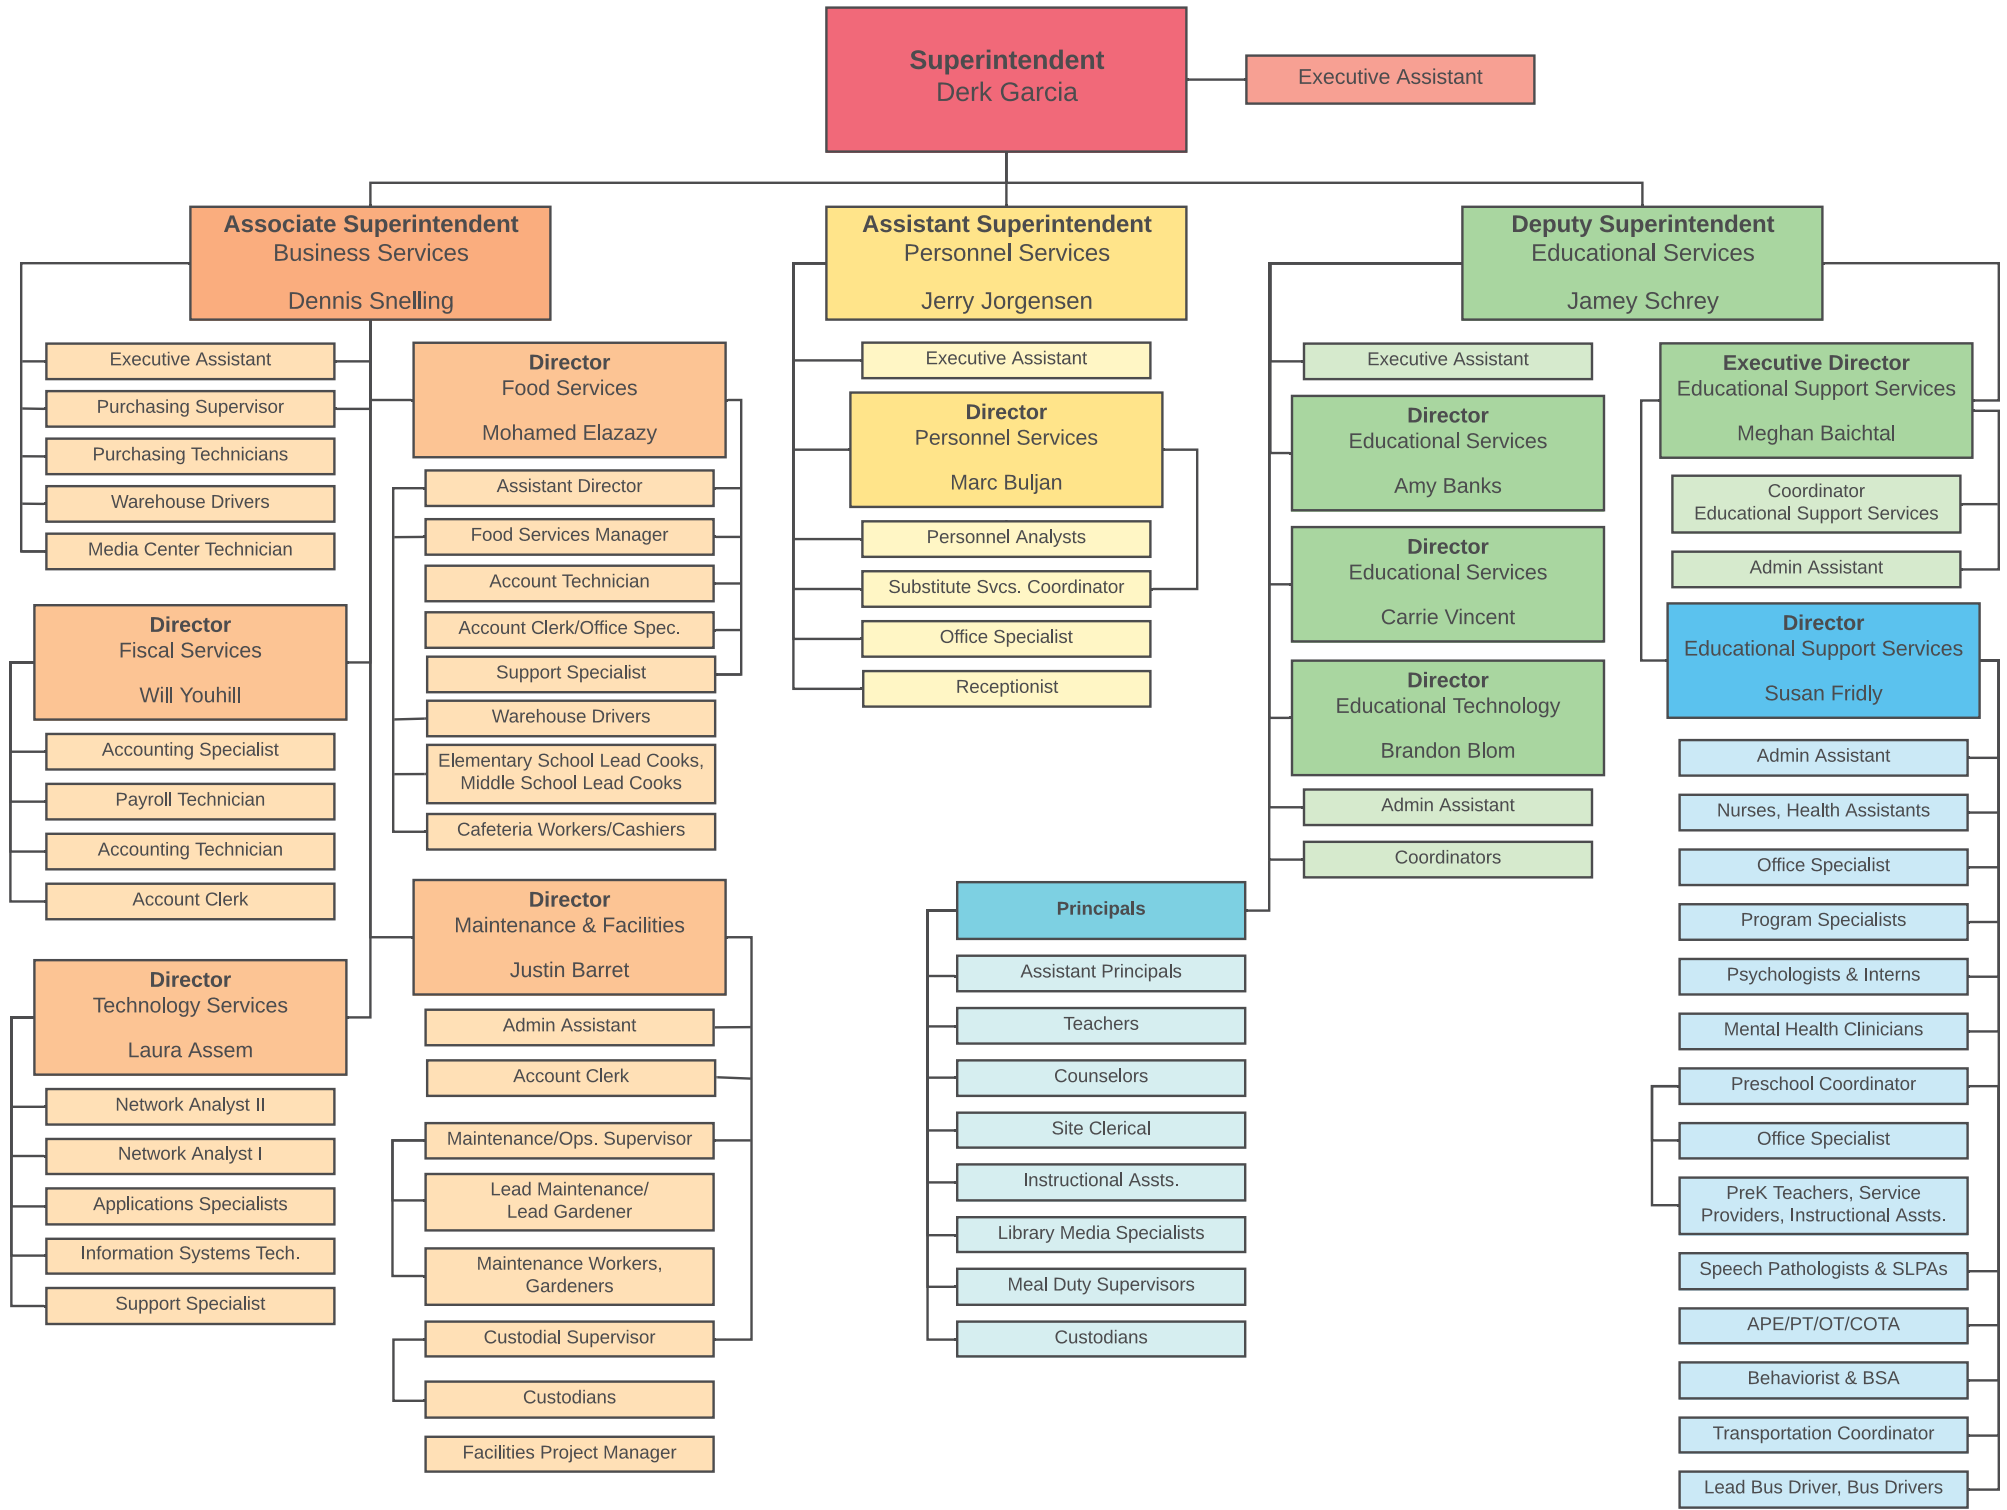 Superintendent
Derk Garcia
Executive Assistant
Associate Superintendent
Business Services
Dennis Snelling
Executive Assistant
Purchasing Supervisor
Purchasing Technicians
Warehouse Drivers
Media Center Technician
Director
Fiscal Services
Will Youhill
Accounting Specialist
Payroll Technician
Accounting Technician
Account Clerk
Director
Technology Services
Laura Assem
Network Analyst II
Network Analyst I
Applications Specialists
Information Systems Tech.
Support Specialist
Director
Food Services
Mohamed Elazazy
Assistant Director
Food Services Manager
Account Technician
Account Clerk/Office Spec.
Support Specialist
Warehouse Drivers
Elementary School Lead Cooks,
Middle School Lead Cooks
Cafeteria Workers/Cashiers
Director
Maintenance & Facilities
Justin Barret
Admin Assistant
Account Clerk
Maintenance/Ops. Supervisor
Lead Maintenance/
Lead Gardener
Maintenance Workers,
Gardeners
Custodial Supervisor
Custodians
Facilities Project Manager
Assistant Superintendent
Personnel Services
Jerry Jorgensen
Executive Assistant
Director
Personnel Services
Marc Buljan
Personnel Analysts
Substitute Svcs. Coordinator
Office Specialist
Receptionist
Deputy Superintendent
Educational Services
Jamey Schrey
Executive Assistant
Director
Educational Services
Amy Banks
Director
Educational Services
Carrie Vincent
Director
Educational Technology
Brandon Blom
Admin Assistant
Coordinators
Principals
Assistant Principals
Teachers
Counselors
Site Clerical
Instructional Assts.
Library Media Specialists
Meal Duty Supervisors
Custodians
Executive Director
Educational Support Services
Meghan Baichtal
Coordinator
Educational Support Services
Admin Assistant
Director
Educational Support Services
Susan Fridly
Admin Assistant
Nurses, Health Assistants
Office Specialist
Program Specialists
Psychologists & Interns
Mental Health Clinicians
Preschool Coordinator
Office Specialist
PreK Teachers, Service
Providers, Instructional Assts.
Speech Pathologists & SLPAs
APE/PT/OT/COTA
Behaviorist & BSA
Transportation Coordinator
Lead Bus Driver, Bus Drivers